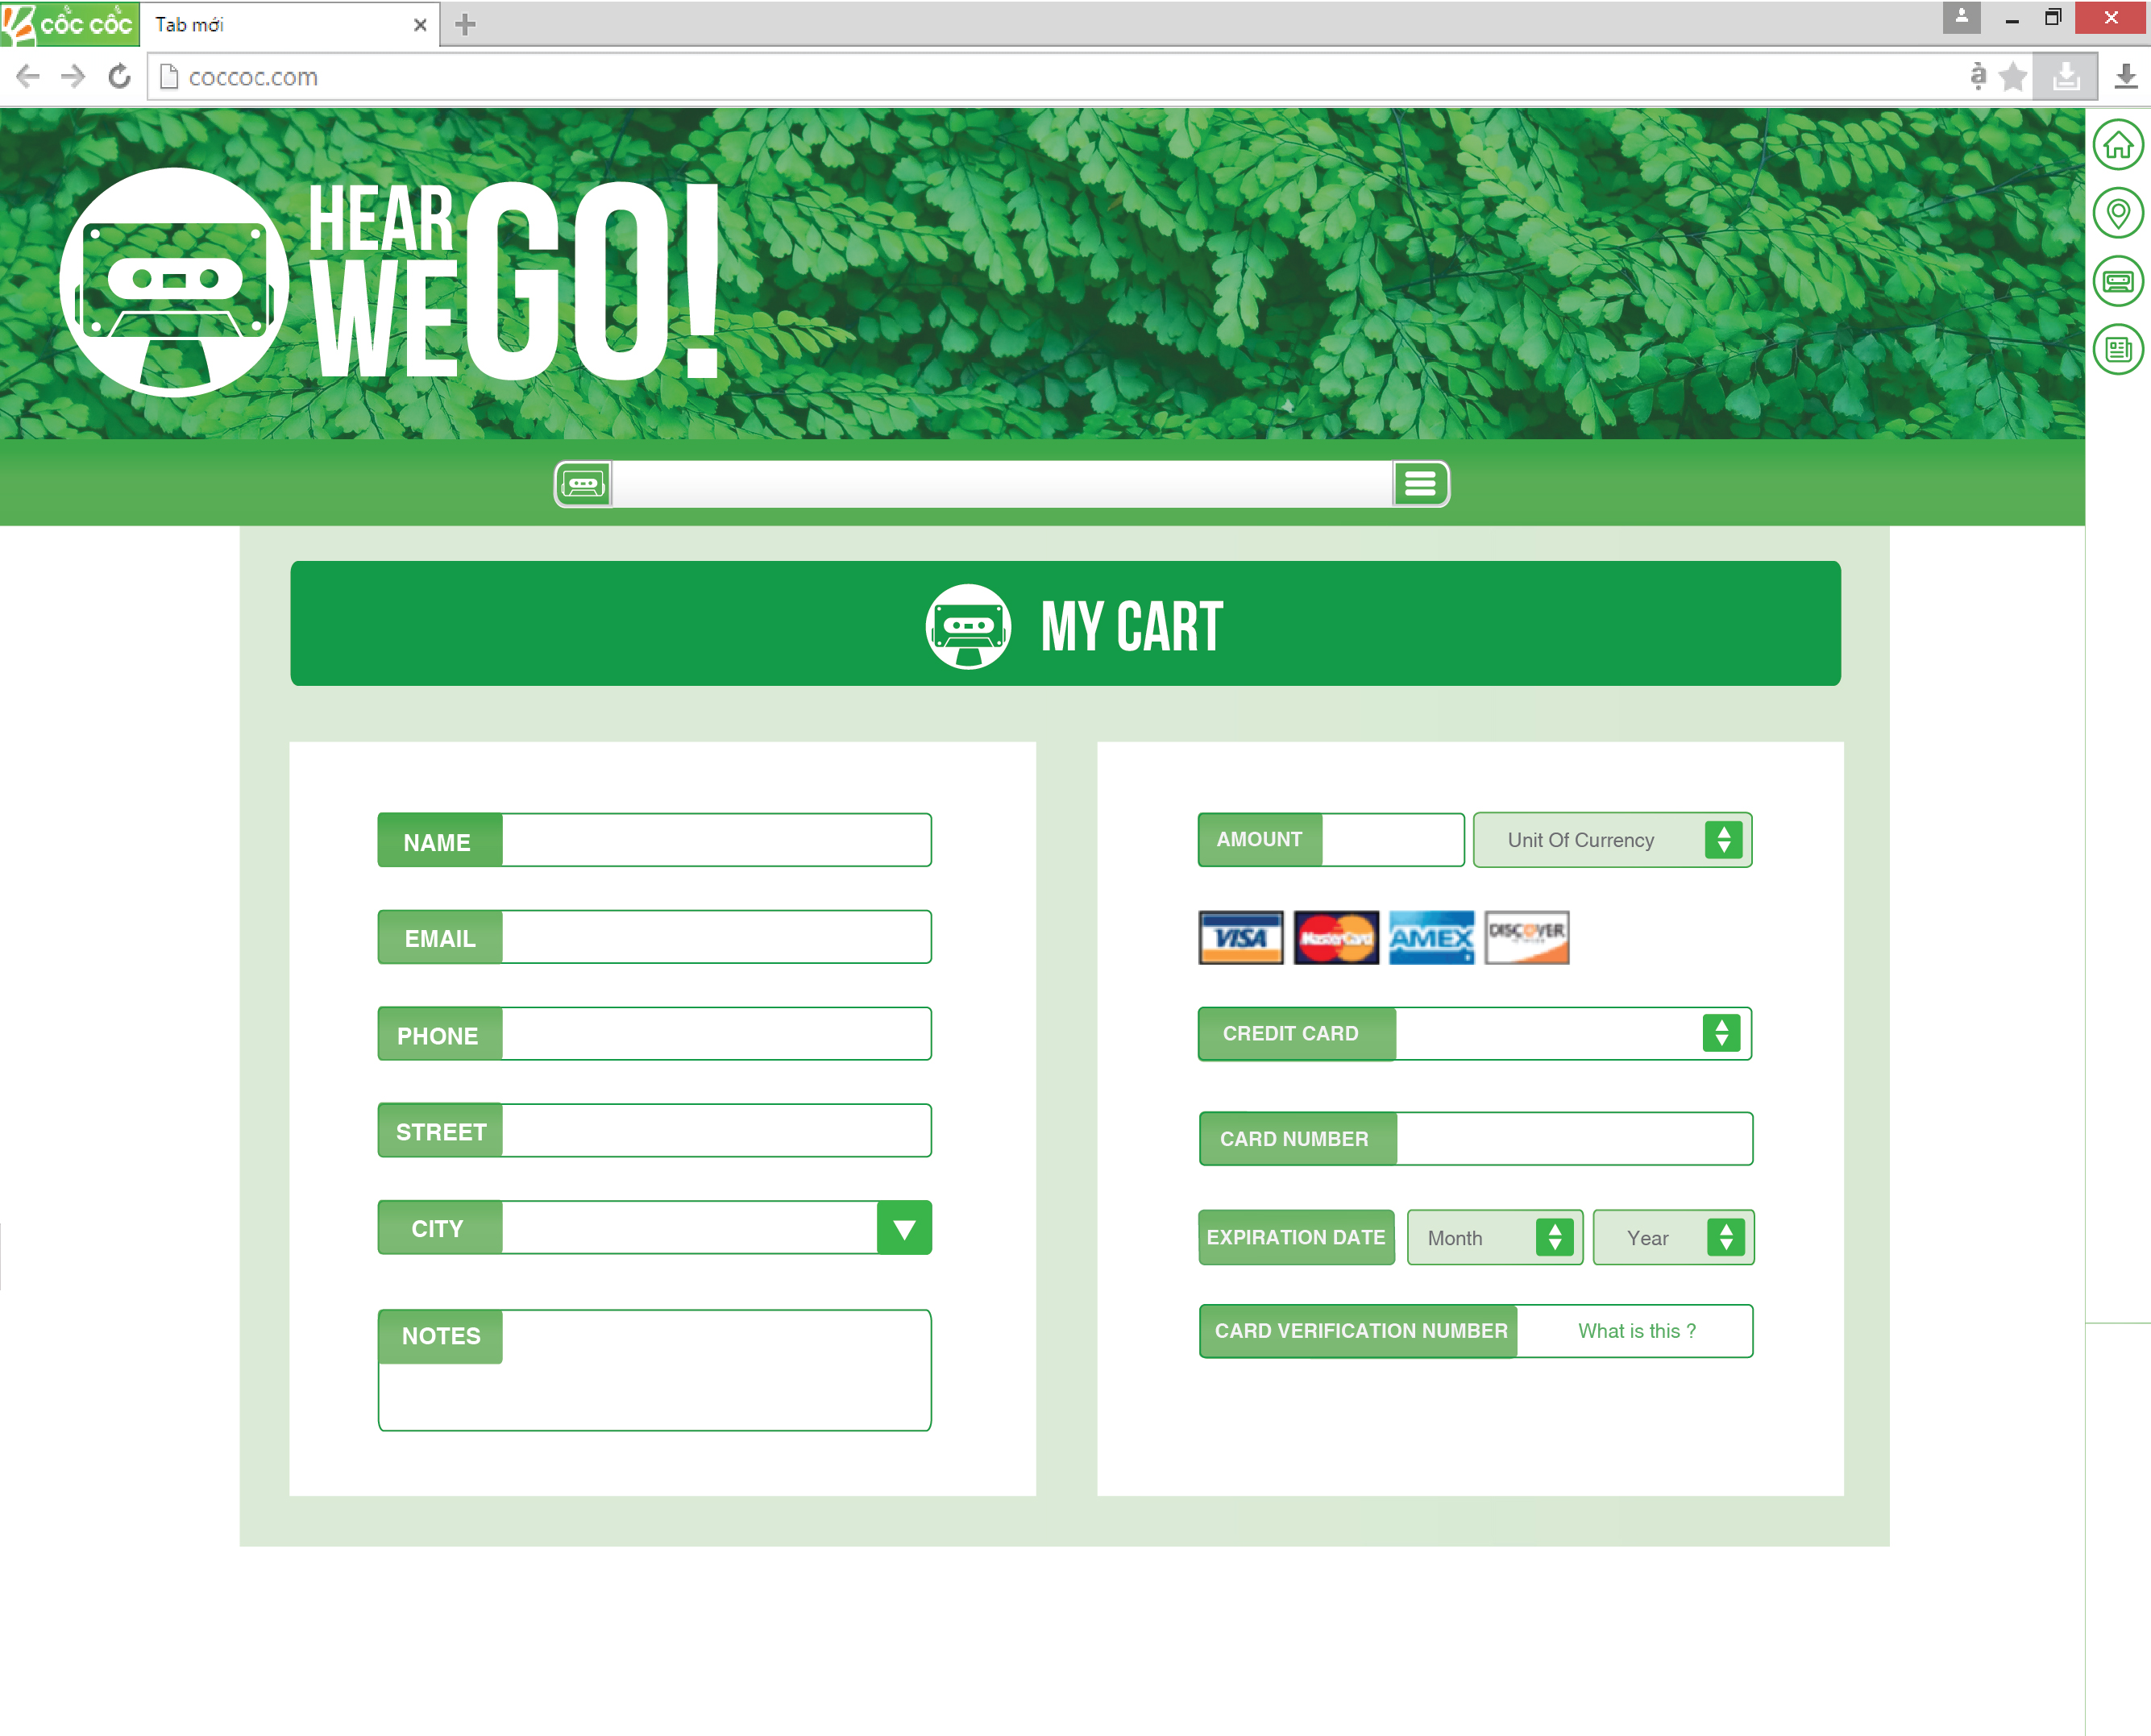 cốc cốc
Tab mới
coccoc.com
HEAR
WE GO!
MY CART
NAME
EMAIL
PHONE
STREET
CITY
NOTES
AMOUNT
Unit Of Currency
VISA
MasterCard
AMEX
DISCOVER
CREDIT CARD
CARD NUMBER
EXPIRATION DATE
Month
Year
CARD VERIFICATION NUMBER
What is this ?